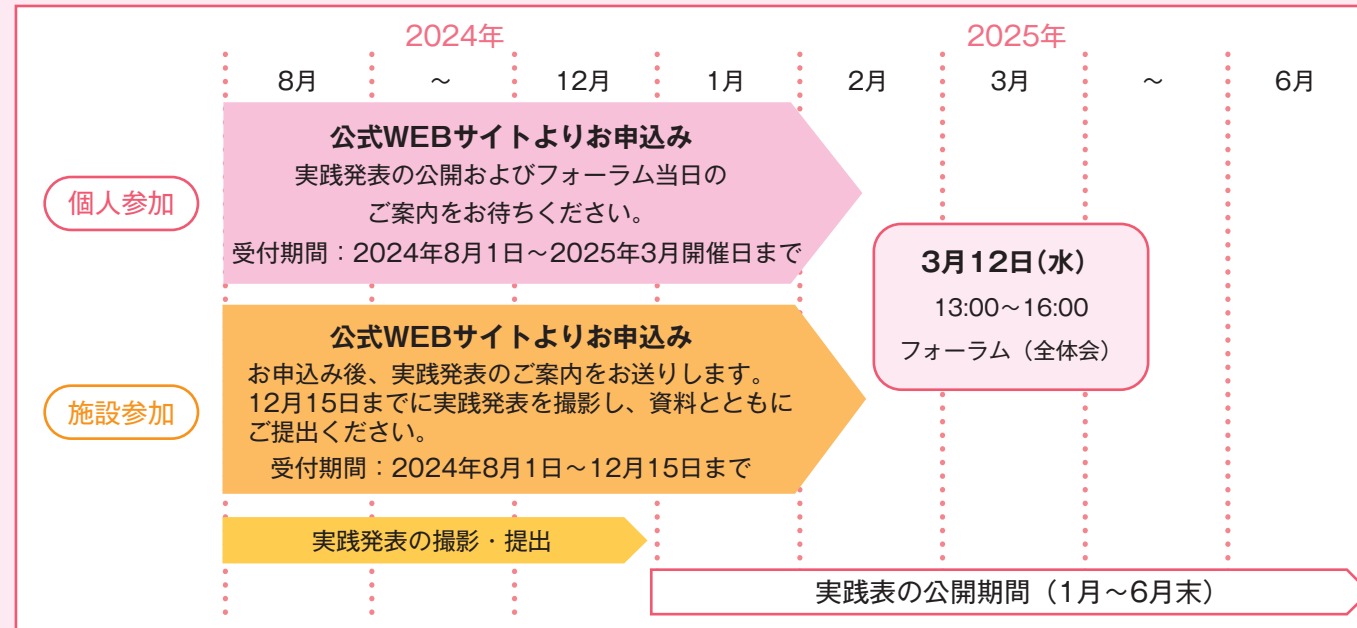 2024年
2025年
8月
～
12月
1月
2月
3月
～
6月
個人参加
公式WEBサイトよりお申込み
実践発表の公開およびフォーラム当日の
ご案内をお待ちください。
受付期間：2024年8月1日～2025年3月開催日まで
3月12日(水)
13:00～16:00
フォーラム（全体会）
施設参加
公式WEBサイトよりお申込み
お申込み後、実践発表のご案内をお送りします。
12月15日までに実践発表を撮影し、資料とともに
ご提出ください。
受付期間：2024年8月1日～12月15日まで
実践発表の撮影・提出
実践表の公開期間（1月～6月末）